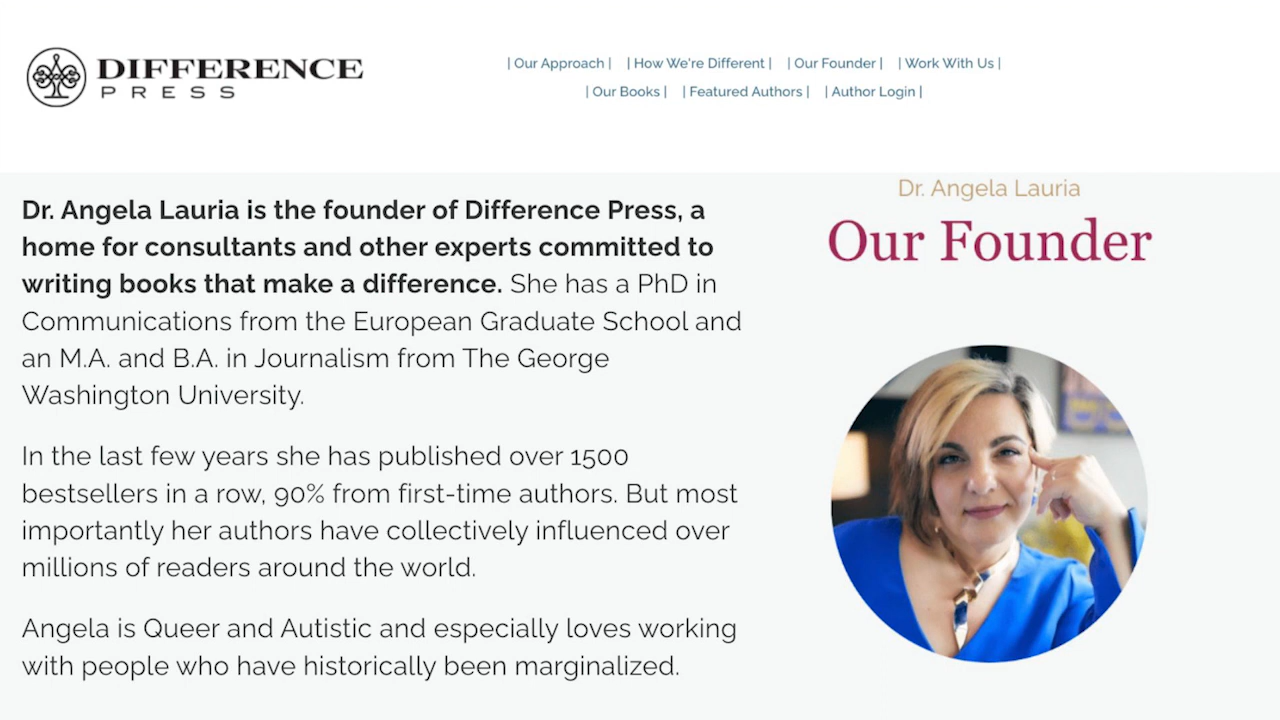 DIFFERENCE
PRESS
| Our Approach | | How We're Different | | Our Founder | | Work With Us |
| Our Books | | Featured Authors | | Author Login |
Dr. Angela Lauria is the founder of Difference Press, a
home for consultants and other experts committed to
writing books that make a difference. She has a PhD in
Communications from the European Graduate School and
an M.A. and B.A. in Journalism from The George
Washington University.
In the last few years she has published over 1500
bestsellers in a row, 90% from first-time authors. But most
importantly her authors have collectively influenced over
millions of readers around the world.
Angela is Queer and Autistic and especially loves working
with people who have historically been marginalized.
Dr. Angela Lauria
Our Founder